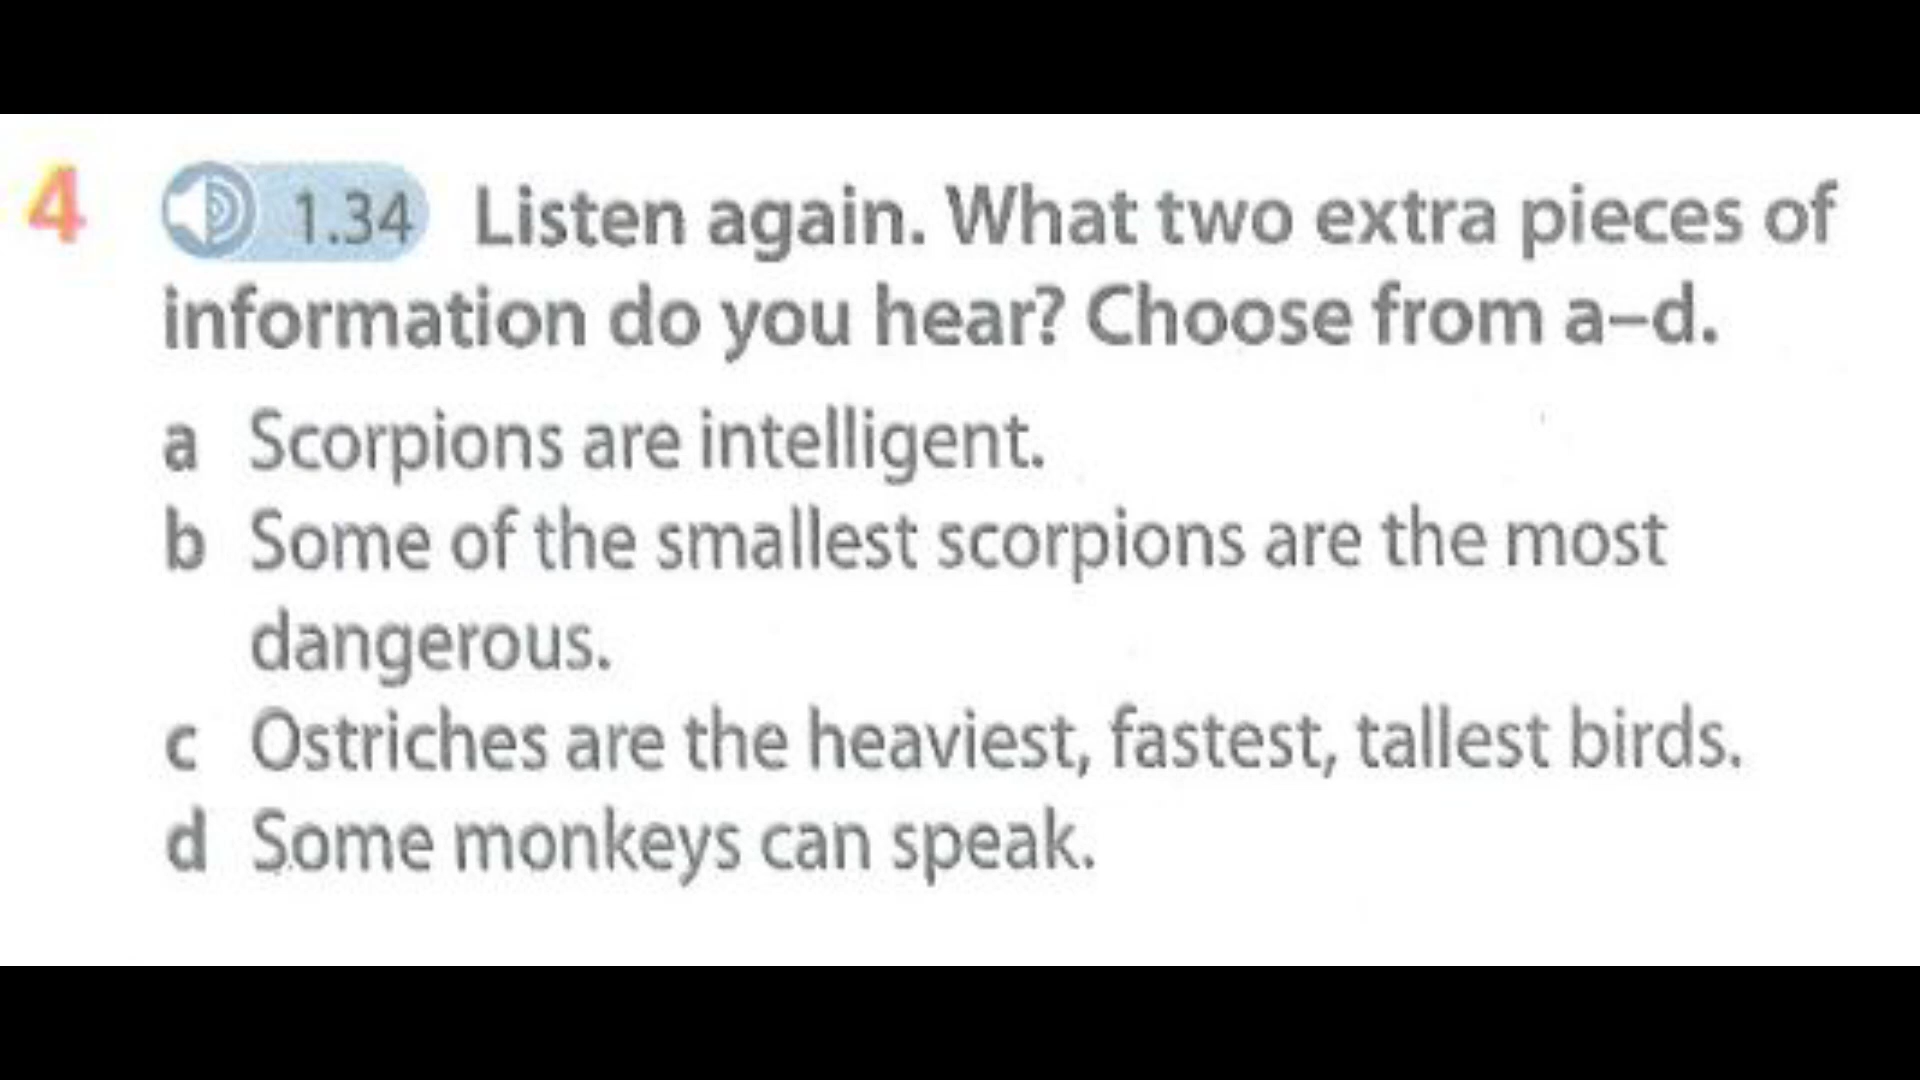 4 1.34 Listen again. What two extra pieces of
information do you hear? Choose from a–d.
a Scorpions are intelligent.
b Some of the smallest scorpions are the most
dangerous.
c Ostriches are the heaviest, fastest, tallest birds.
d Some monkeys can speak.